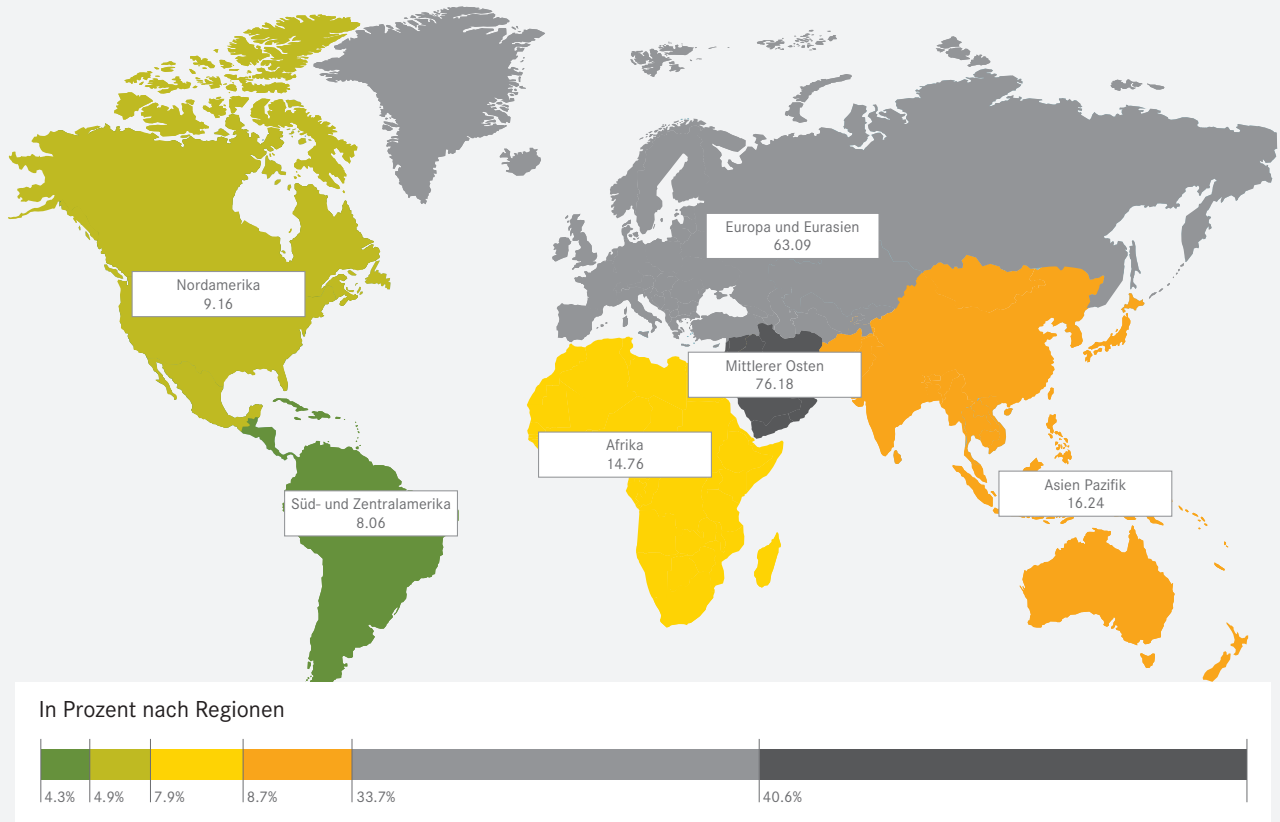 Europa und Eurasien
63.09
Nordamerika
9.16
Mittlerer Osten
76.18
Afrika
14.76
Asien Pazifik
16.24
Süd- und Zentralamerika
8.06
In Prozent nach Regionen
4.3% 4.9% 7.9% 8.7% 33.7% 40.6%